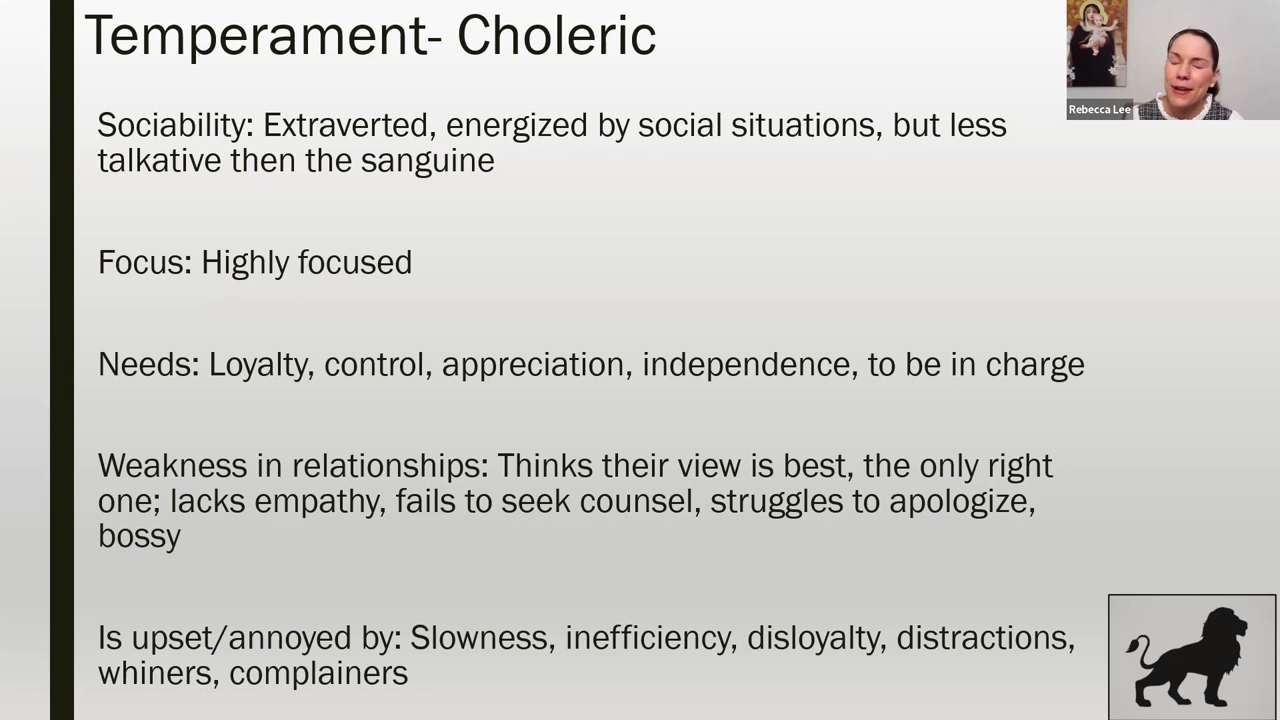 Temperament- Choleric
Rebecca Lee
Sociability: Extraverted, energized by social situations, but less
talkative then the sanguine
Focus: Highly focused
Needs: Loyalty, control, appreciation, independence, to be in charge
Weakness in relationships: Thinks their view is best, the only right
one; lacks empathy, fails to seek counsel, struggles to apologize,
bossy
Is upset/annoyed by: Slowness, inefficiency, disloyalty, distractions,
whiners, complainers